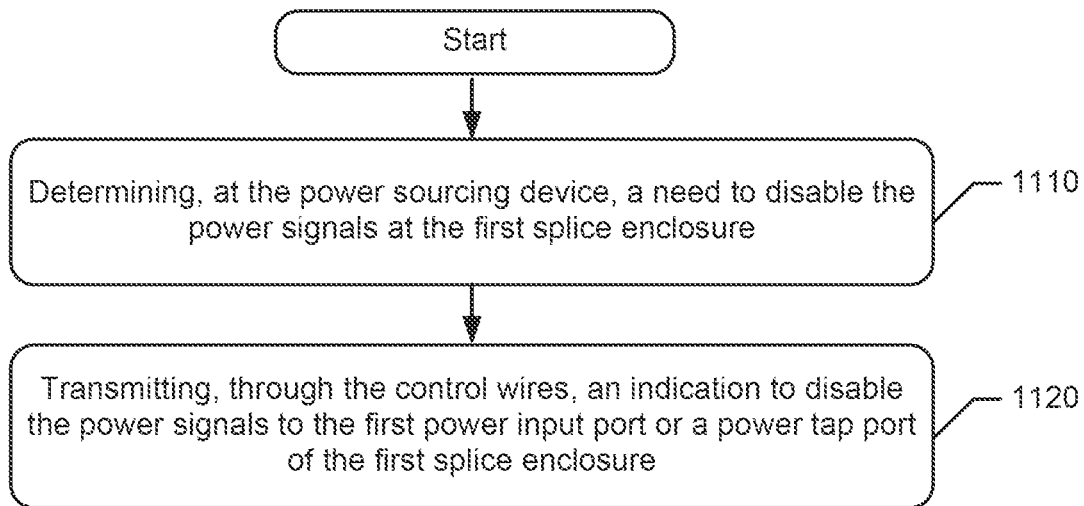 Start
Determining, at the power sourcing device, a need to disable the
power signals at the first splice enclosure
1110
Transmitting, through the control wires, an indication to disable
the power signals to the first power input port or a power tap port
of the first splice enclosure
1120